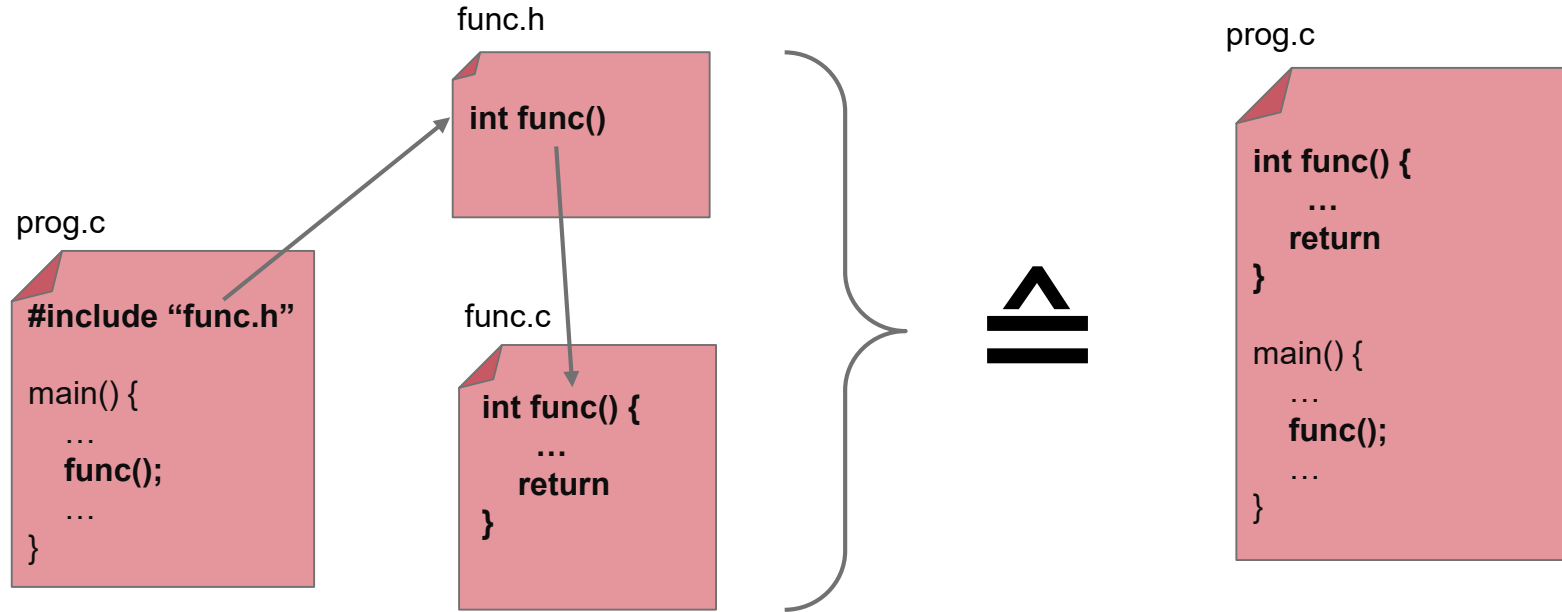 prog.c
#include “func.h”
main() {
…
func();
…
}
func.h
int func()
func.c
int func() {
…
return
}
≙
prog.c
int func() {
…
return
}
main() {
…
func();
…
}